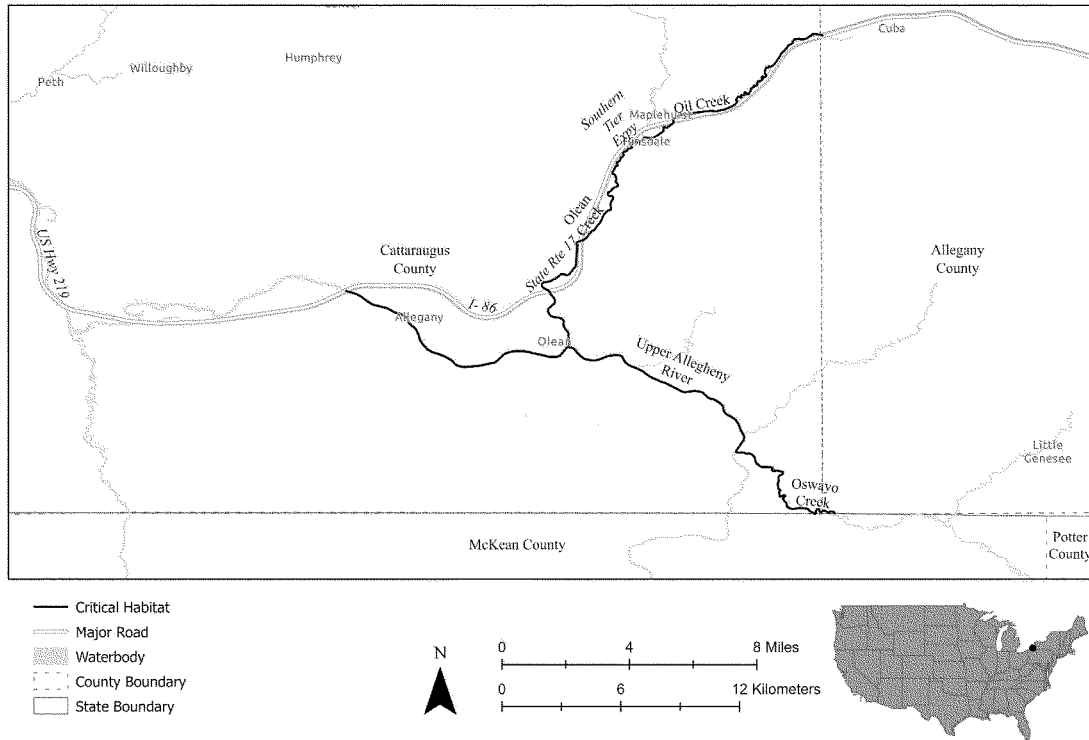 Cuba
Humphrey
Willoughby
Peth
Oil Creek
Southern
Tier
Expy
Maplehurst
Hinsdale
Olean
Creek
State Rte 17
US Hwy 219
Cattaraugus
County
Allegany
County
I- 86
Allegany
Olean
Upper Allegheny
River
Little
Genesee
Oswayo
Creek
McKean County
Potter
County
Critical Habitat
Major Road
Waterbody
County Boundary
State Boundary
N
0 4 8 Miles
0 6 12 Kilometers